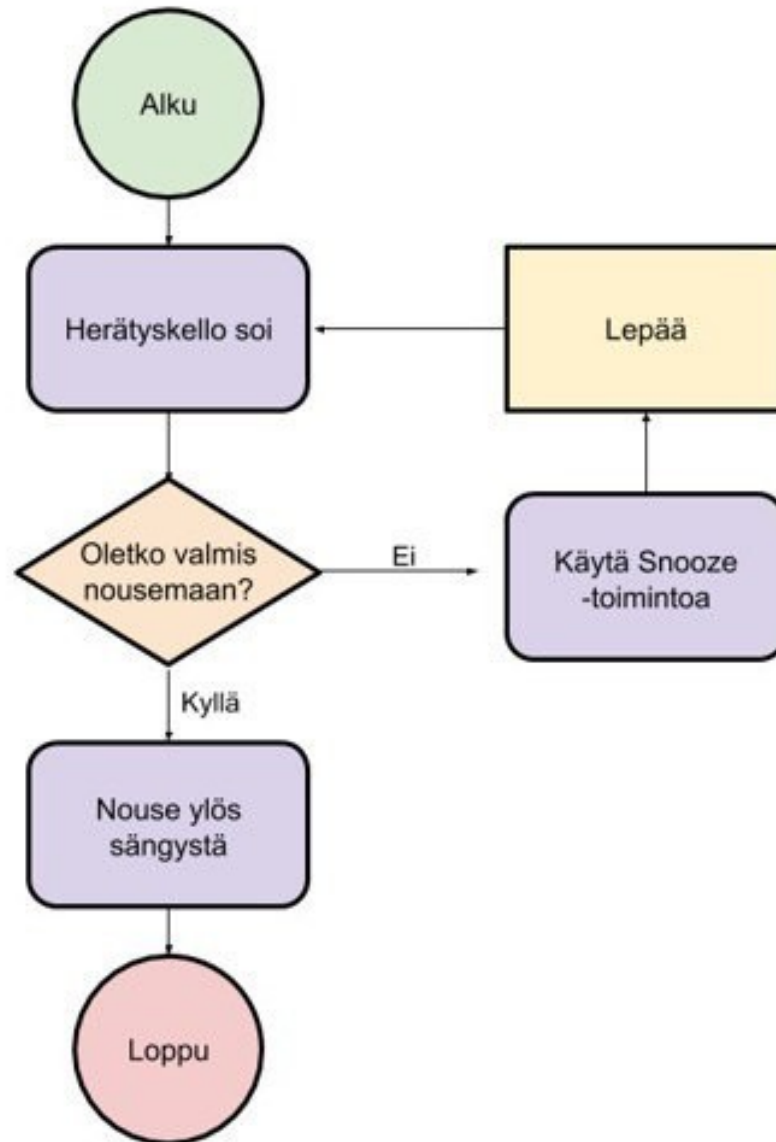 Alku
Herätyskello soi
Lepää
Oletko valmis
nousemaan?
Ei
Käytä Snooze
-toimintoa
Kyllä
Nouse ylös
sängystä
Loppu